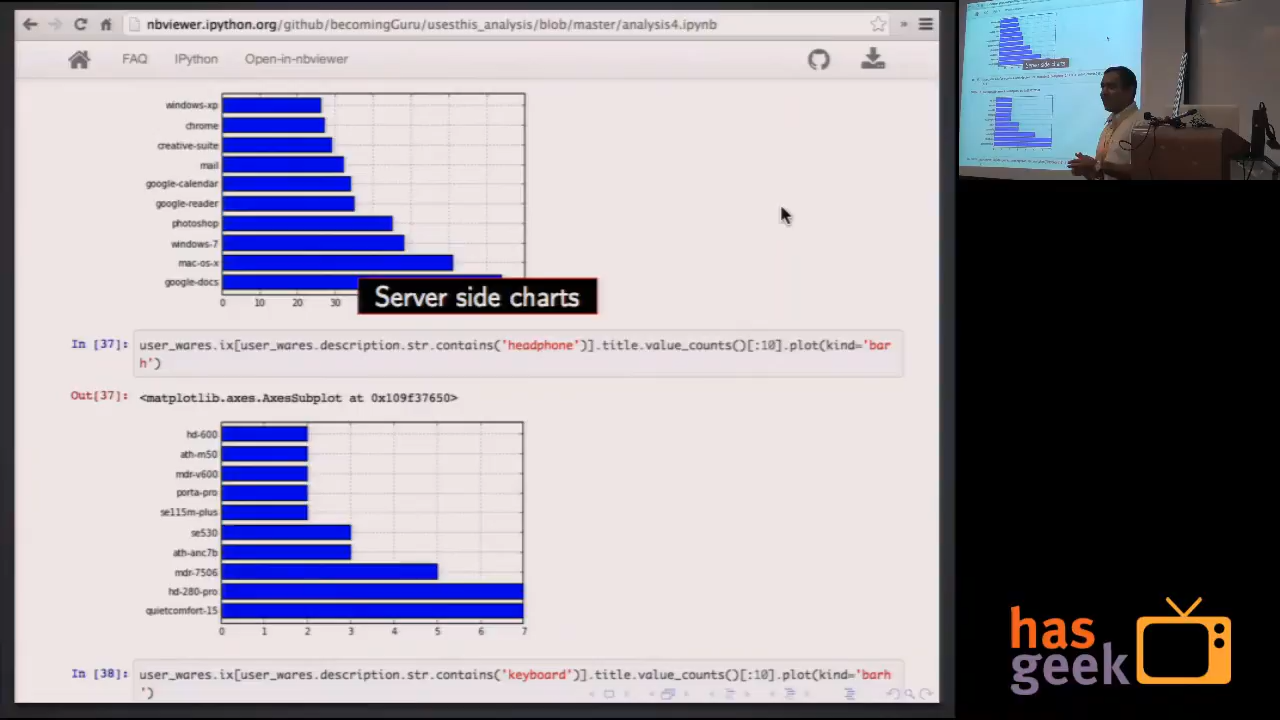 nbviewer.ipython.org/github/becomingGuru/usesthis_analysis/blob/master/analysis4.ipynb
FAQ IPython Open-in-nbviewer
windows-xp
chrome
creative-suite
mail
google-calendar
google-reader
photoshop
windows-7
mac-os-x
google-docs
0 10 20 30
Server side charts
In [37]: user_wares.ix[user_wares.description.str.contains('headphone')].title.value_counts()[:10].plot(kind='bar
h')
Out[37]: <matplotlib.axes.AxesSubplot at 0x109f37650>
hd-600
ath-m50
mdr-v600
porta-pro
se115m-plus
se530
ath-anc7b
mdr-7506
hd-280-pro
quietcomfort-15
0 1 2 3 4 5 6 7
In [38]: user_wares.ix[user_wares.description.str.contains('keyboard')].title.value_counts()[:10].plot(kind='barh
')
Server side charts
has
geek